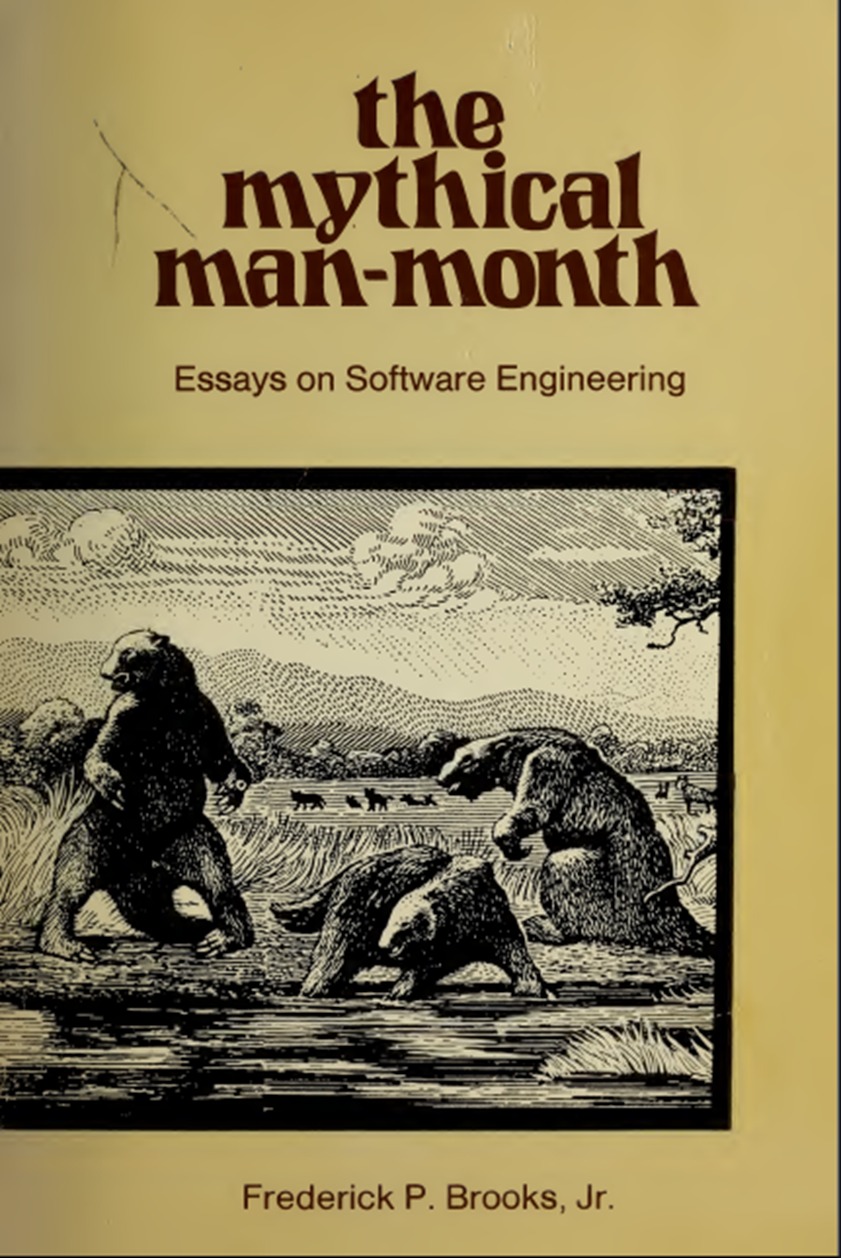 the
mythical
man-month
Essays on Software Engineering
Frederick P. Brooks, Jr.